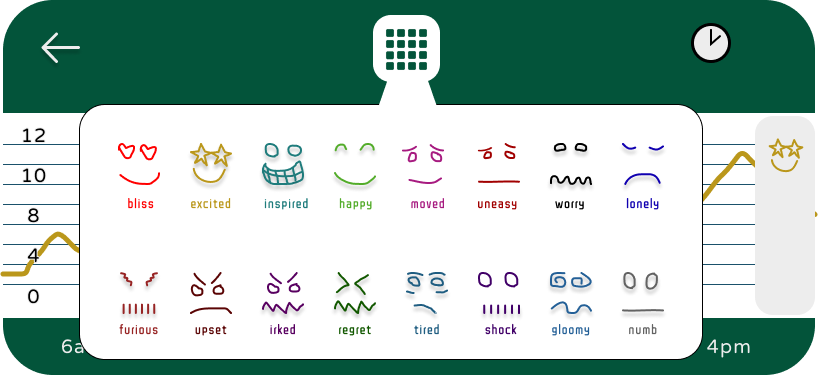 12
10
8
4
0
bliss excited inspired happy moved uneasy worry lonely
furious upset irked regret tired shock gloomy numb
6a
4pm